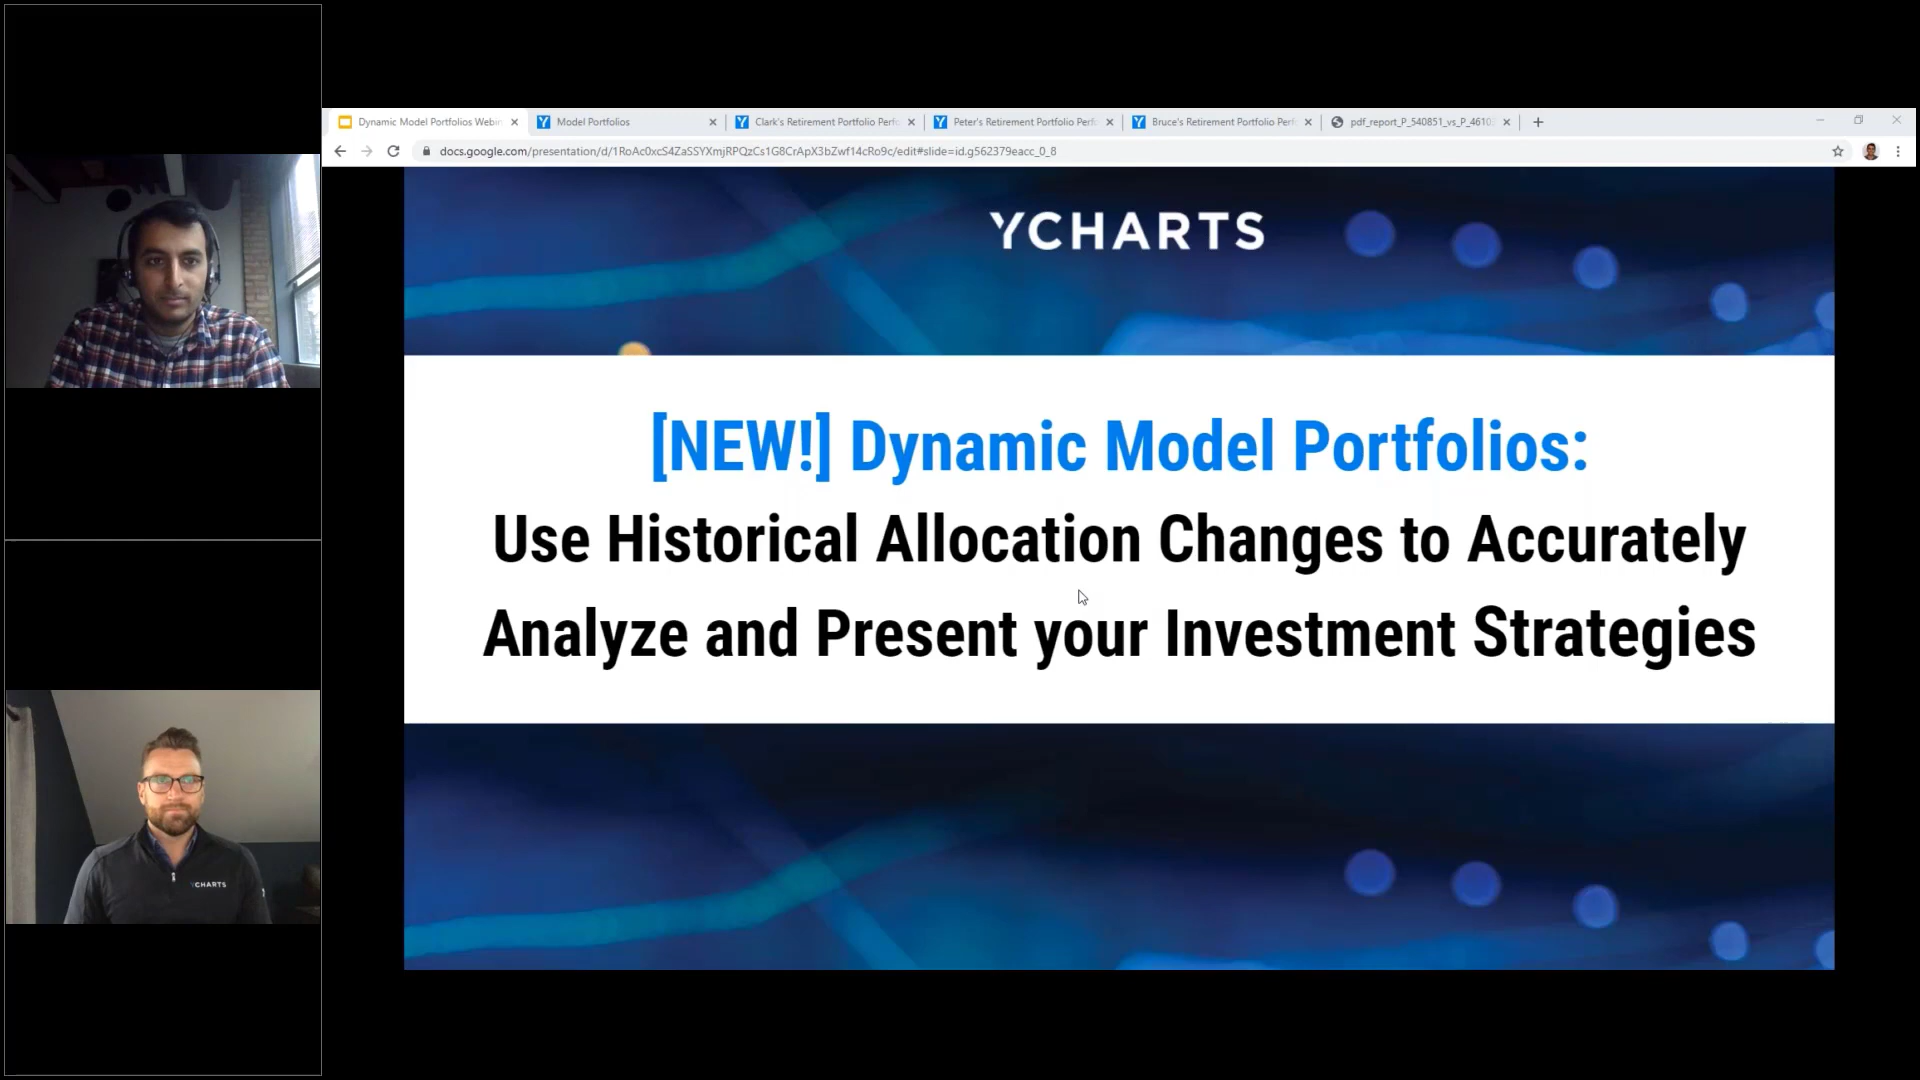 Dynamic Model Portfolios Webin
Model Portfolios
Clark's Retirement Portfolio Perfo
Peter's Retirement Portfolio Perf
Bruce's Retirement Portfolio Perf
pdf_report_P_540851_vs_P_4610
docs.google.com/presentation/d/1RoAc0xcS4ZaSSYXmjRPQzCs1G8CrApX3bZwf14cRo9c/edit#slide=id.g562379eacc_0_8
YCHARTS
[NEW!] Dynamic Model Portfolios:
Use Historical Allocation Changes to Accurately
Analyze and Present your Investment Strategies
YCHARTS